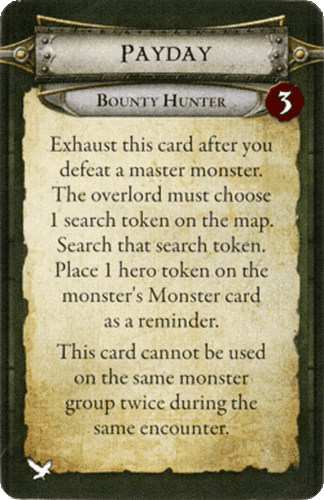 Payday
Bounty Hunter
3
Exhaust this card after you
defeat a master monster.
The overlord must choose
1 search token on the map.
Search that search token.
Place 1 hero token on the
monster's Monster card
as a reminder.
This card cannot be used
on the same monster
group twice during the
same encounter.